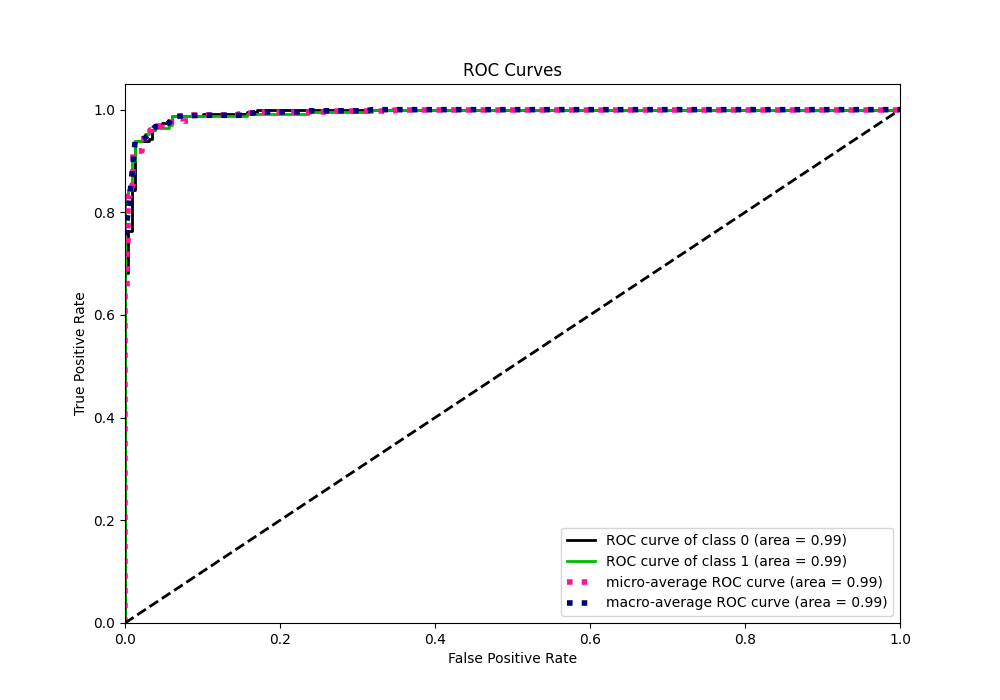 ROC Curves
1.0
0.8
0.6
0.4
0.2
0.0
True Positive Rate
0.0 0.2 0.4 0.6 0.8 1.0
False Positive Rate
ROC curve of class 0 (area = 0.99)
ROC curve of class 1 (area = 0.99)
micro-average ROC curve (area = 0.99)
macro-average ROC curve (area = 0.99)